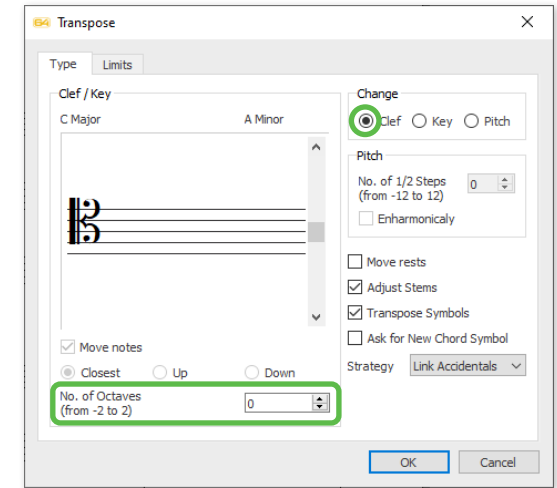 64 Transpose
Type Limits
Clef / Key
C Major A Minor
Move notes
Closest Up Down
No. of Octaves
(from -2 to 2)
0
Change
Clef Key Pitch
Pitch
No. of 1/2 Steps
(from -12 to 12)
0
Enharmonicaly
Move rests
Adjust Stems
Transpose Symbols
Ask for New Chord Symbol
Strategy Link Accidentals
OK Cancel